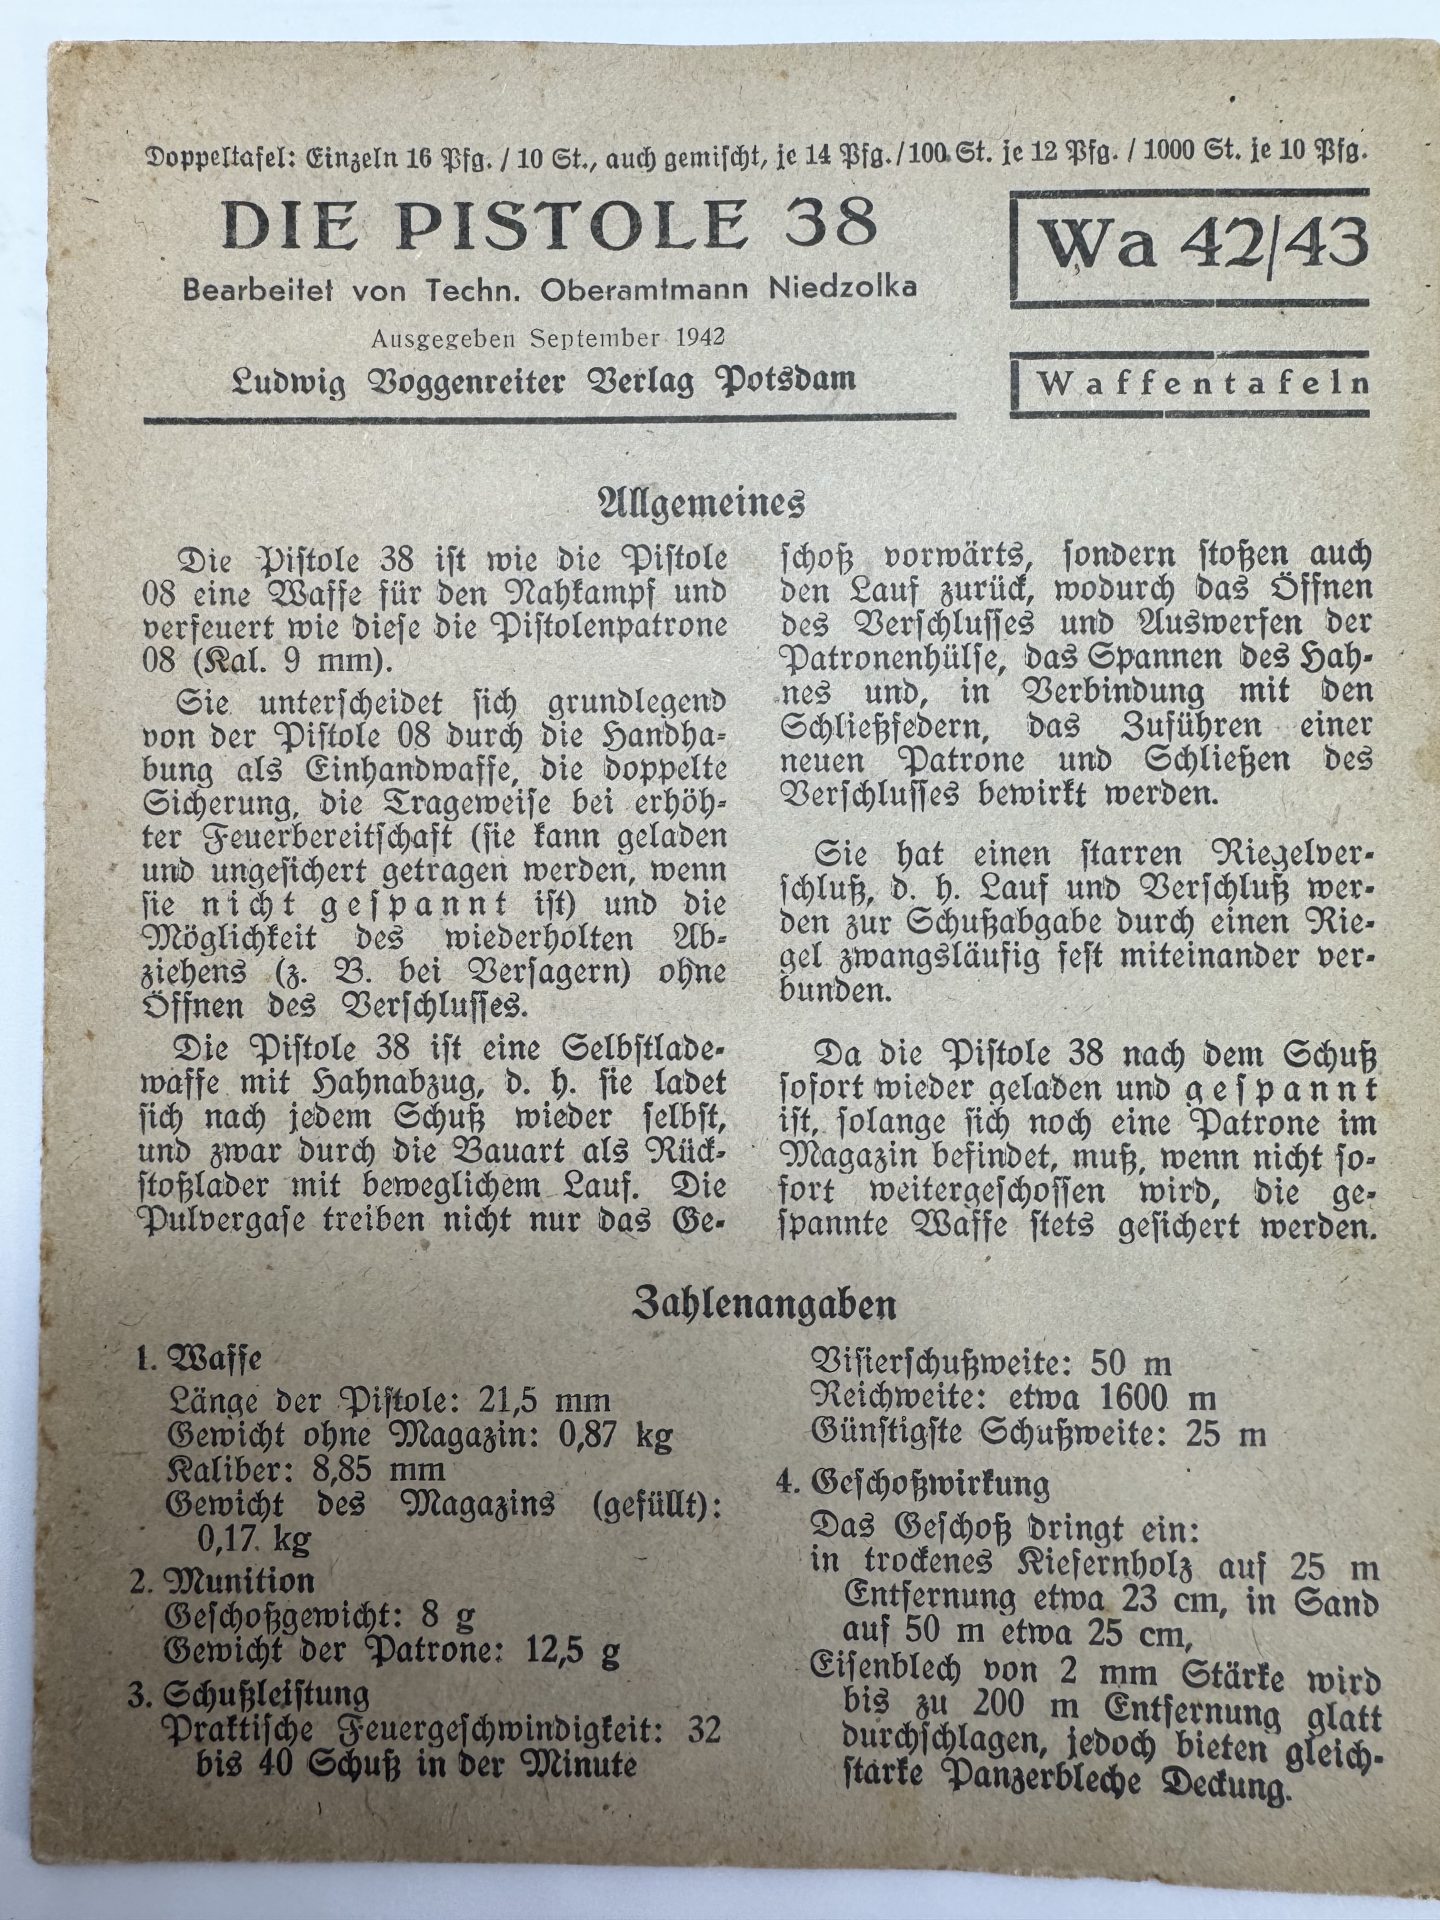 Doppeltafel: Einzeln 16 Pfg. / 10 St., auch gemischt, je 14 Pfg. / 100 St. je 12 Pfg. / 1000 St. je 10 Pfg.
DIE PISTOLE 38
Bearbeitet von Techn. Oberamtmann Niedzolka
Ausgegeben September 1942
Ludwig Voggenreiter Verlag Potsdam
Wa 42/43
Waffentafeln
Allgemeines
Die Pistole 38 ist wie die Pistole
08 eine Waffe für den Nahkampf und
verfeuert wie diese die Pistolenpatrone
08 (Kal. 9 mm).
Sie unterscheidet sich grundlegend
von der Pistole 08 durch die Handha-
bung als Einhandwaffe, die doppelte
Sicherung, die Trageweise bei erhöh-
ter Feuerbereitschaft (sie kann geladen
und ungesichert getragen werden, wenn
sie nicht gespannt ist) und die
Möglichkeit des wiederholten Ab-
ziehens (z. B. bei Versagern) ohne
Öffnen des Verschlusses.
Die Pistole 38 ist eine Selbstlade-
waffe mit Hahnabzug, d. h. sie ladet
sich nach jedem Schuß wieder selbst,
und zwar durch die Bauart als Rück-
stoßlader mit beweglichem Lauf. Die
Pulvergase treiben nicht nur das Ge-
schoß vorwärts, sondern stoßen auch
den Lauf zurück, wodurch das Öffnen
des Verschlusses und Auswerfen der
Patronenhülse, das Spannen des Hah-
nes und, in Verbindung mit den
Schließfedern, das Zuführen einer
neuen Patrone und Schließen des
Verschlusses bewirkt werden.
Sie hat einen starren Riegelver-
schluß, d. h. Lauf und Verschluß wer-
den zur Schußabgabe durch einen Rie-
gel zwangsläufig fest miteinander ver-
bunden.
Da die Pistole 38 nach dem Schuß
sofort wieder geladen und gespannt
ist, solange sich noch eine Patrone im
Magazin befindet, muß, wenn nicht so-
fort weitergeschossen wird, die ge-
spannte Waffe stets gesichert werden.
Zahlenangaben
1. Waffe
Länge der Pistole: 21,5 mm
Gewicht ohne Magazin: 0,87 kg
Kaliber: 8,85 mm
Gewicht des Magazins (gefüllt):
0,17 kg
2. Munition
Geschoßgewicht: 8 g
Gewicht der Patrone: 12,5 g
3. Schußleistung
Praktische Feuergeschwindigkeit: 32
bis 40 Schuß in der Minute
Visierschußweite: 50 m
Reichweite: etwa 1600 m
Günstigste Schußweite: 25 m
4. Geschoßwirkung
Das Geschoß dringt ein:
in trockenes Kiefernholz auf 25 m
Entfernung etwa 23 cm, in Sand
auf 50 m etwa 25 cm,
Eisenblech von 2 mm Stärke wird
bis zu 200 m Entfernung glatt
durchschlagen, jedoch bieten gleich-
starke Panzerbleche Deckung.